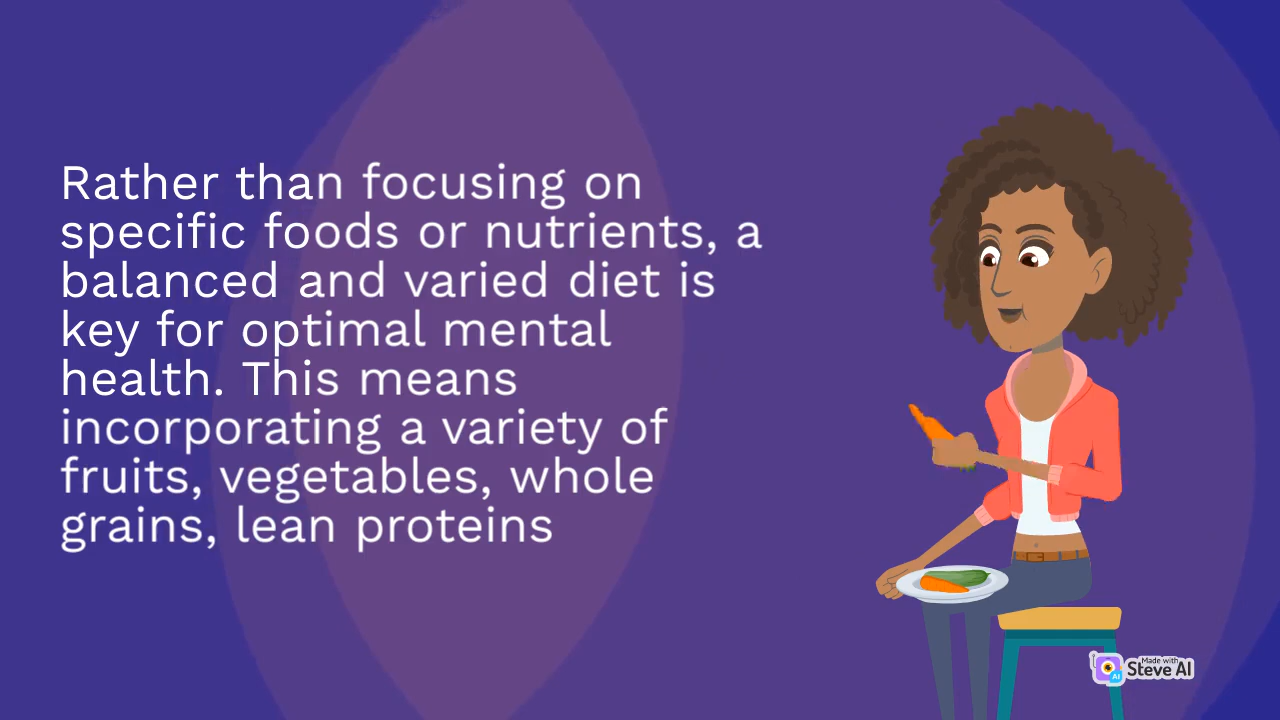 Rather than focusing on
specific foods or nutrients, a
balanced and varied diet is
key for optimal mental
health. This means
incorporating a variety of
fruits, vegetables, whole
grains, lean proteins
Made with
Steve AI
AI